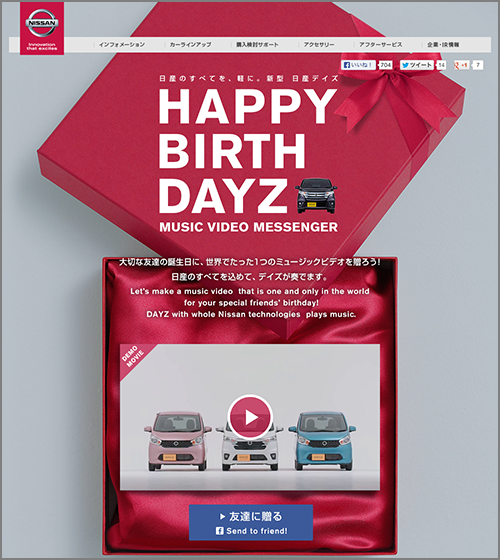 NISSAN
Innovation
that excites
インフォメーション カーラインアップ 購入検討サポート アクセサリー アフターサービス 企業・IR情報
いいね！ 704 ツイート 14 +1 7
日産のすべてを、軽に。新型 日産デイズ
HAPPY
BIRTH
DAYZ
MUSIC VIDEO MESSENGER
大切な友達の誕生日に、世界でたった1つのミュージックビデオを贈ろう！
日産のすべてを込めて、デイズが奏でます。
Let's make a music video that is one and only in the world
for your special friends' birthday!
DAYZ with whole Nissan technologies plays music.
DEMO
MOVIE
友達に贈る
f Send to friend!